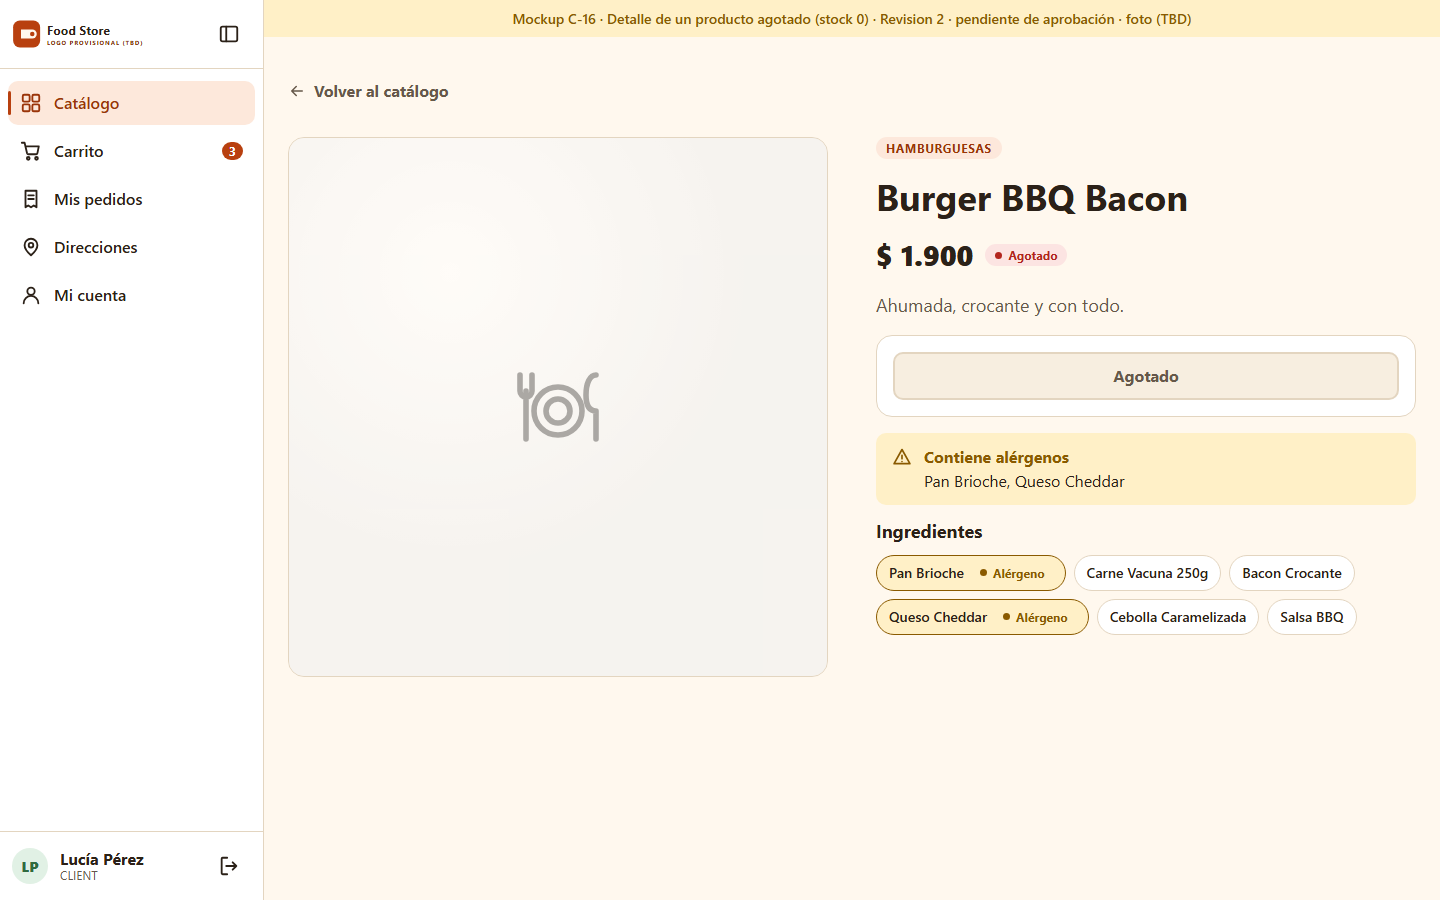 Food Store
LOGO PROVISIONAL (TBD)
Catálogo
Carrito
3
Mis pedidos
Direcciones
Mi cuenta
LP
Lucía Pérez
CLIENT
Mockup C-16 · Detalle de un producto agotado (stock 0) · Revision 2 · pendiente de aprobación · foto (TBD)
Volver al catálogo
HAMBURGUESAS
Burger BBQ Bacon
$ 1.900
Agotado
Ahumada, crocante y con todo.
Agotado
Contiene alérgenos
Pan Brioche, Queso Cheddar
Ingredientes
Pan Brioche
Alérgeno
Carne Vacuna 250g
Bacon Crocante
Queso Cheddar
Alérgeno
Cebolla Caramelizada
Salsa BBQ